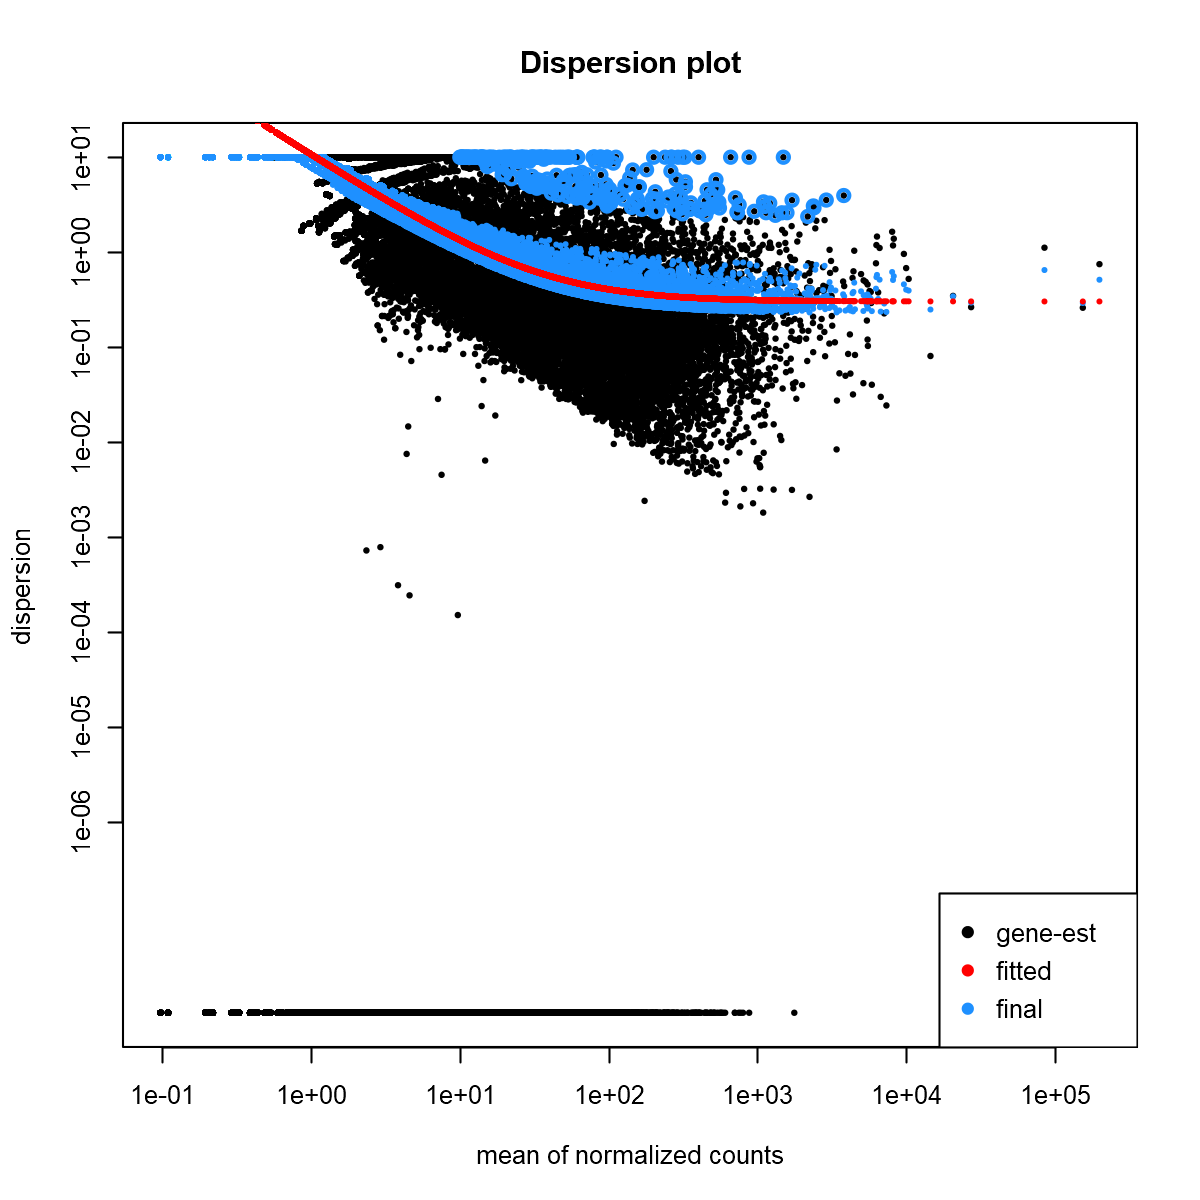 Dispersion plot
dispersion
1e+01
1e+00
1e-01
1e-02
1e-03
1e-04
1e-05
1e-06
gene-est
fitted
final
1e-01 1e+00 1e+01 1e+02 1e+03 1e+04 1e+05
mean of normalized counts